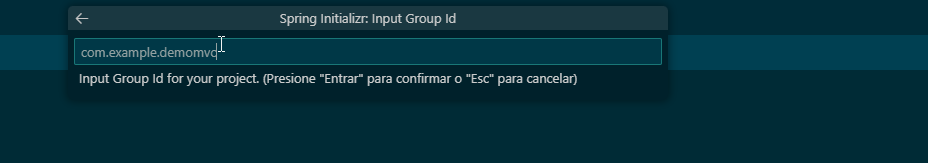 Spring Initializr: Input Group Id
com.example.demomvc
Input Group Id for your project. (Presione "Entrar" para confirmar o "Esc" para cancelar)